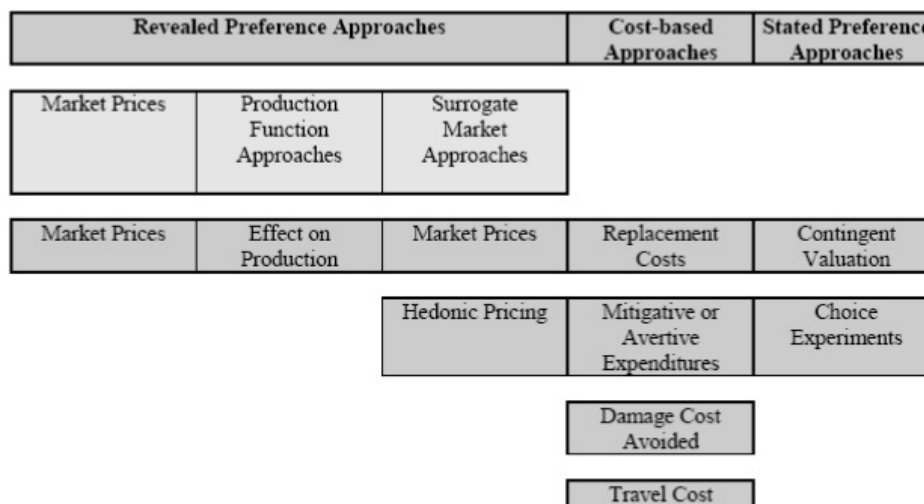 Revealed Preference Approaches
Cost-based
Approaches
Stated Preference
Approaches
Market Prices
Production
Function
Approaches
Surrogate
Market
Approaches
Market Prices
Effect on
Production
Market Prices
Replacement
Costs
Contingent
Valuation
Hedonic Pricing
Mitigative or
Avertive
Expenditures
Choice
Experiments
Damage Cost
Avoided
Travel Cost